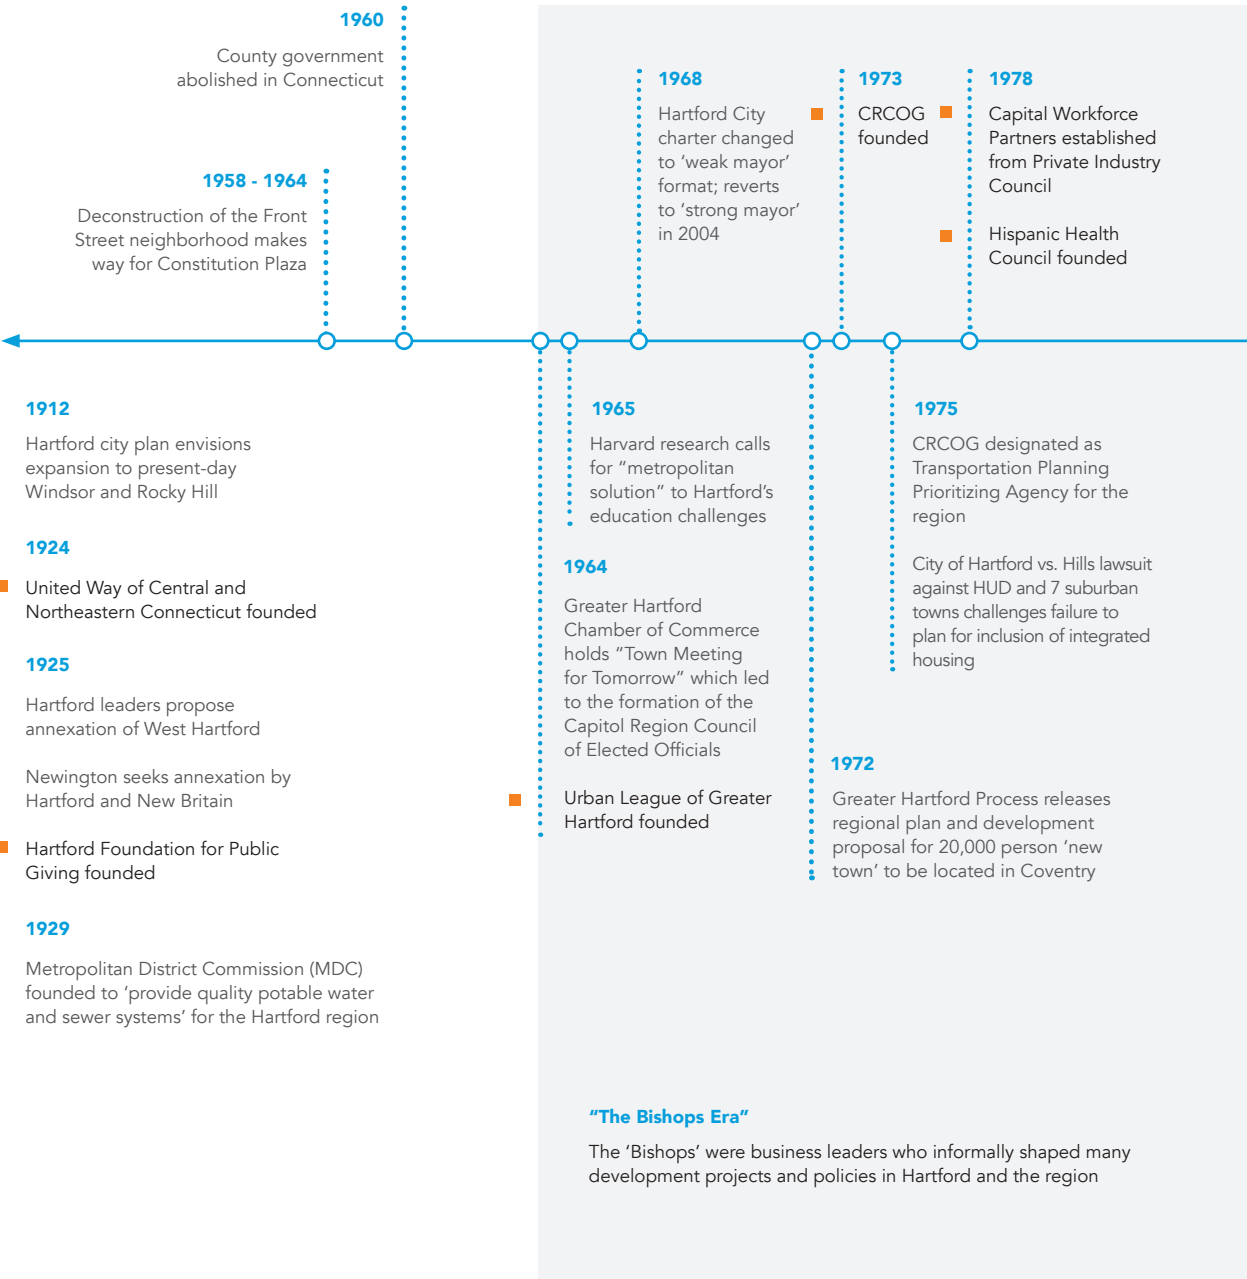 1960
County government
abolished in Connecticut
1958 - 1964
Deconstruction of the Front
Street neighborhood makes
way for Constitution Plaza
1968
Hartford City
charter changed
to ‘weak mayor’
format; reverts
to ‘strong mayor’
in 2004
1973
CRCOG
founded
1978
Capital Workforce
Partners established
from Private Industry
Council
Hispanic Health
Council founded
1912
Hartford city plan envisions
expansion to present-day
Windsor and Rocky Hill
1924
United Way of Central and
Northeastern Connecticut founded
1925
Hartford leaders propose
annexation of West Hartford
Newington seeks annexation by
Hartford and New Britain
Hartford Foundation for Public
Giving founded
1929
Metropolitan District Commission (MDC)
founded to ‘provide quality potable water
and sewer systems’ for the Hartford region
1965
Harvard research calls
for “metropolitan
solution” to Hartford’s
education challenges
1964
Greater Hartford
Chamber of Commerce
holds “Town Meeting
for Tomorrow” which led
to the formation of the
Capitol Region Council
of Elected Officials
Urban League of Greater
Hartford founded
1975
CRCOG designated as
Transportation Planning
Prioritizing Agency for the
region
City of Hartford vs. Hills lawsuit
against HUD and 7 suburban
towns challenges failure to
plan for inclusion of integrated
housing
1972
Greater Hartford Process releases
regional plan and development
proposal for 20,000 person ‘new
town’ to be located in Coventry
“The Bishops Era”
The ‘Bishops’ were business leaders who informally shaped many
development projects and policies in Hartford and the region